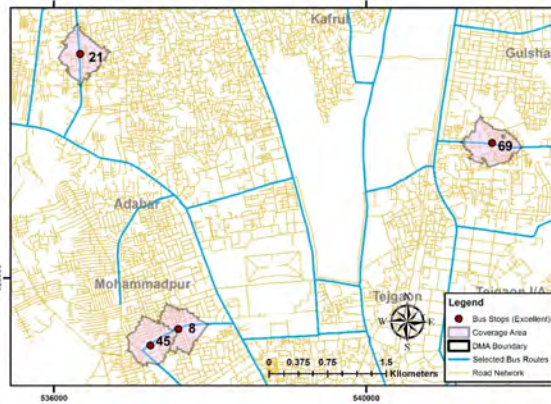 Kafrul
21
Gulsha
69
Adabar
Mohammadpur
8
45
Tejgaon
Tejgaon I/A
N
W E
S
Legend
Bus Stops (Excellent)
Coverage Area
DMA Boundary
Selected Bus Routes
Road Network
0 0.375 0.75 1.5
Kilometers
536000 540000